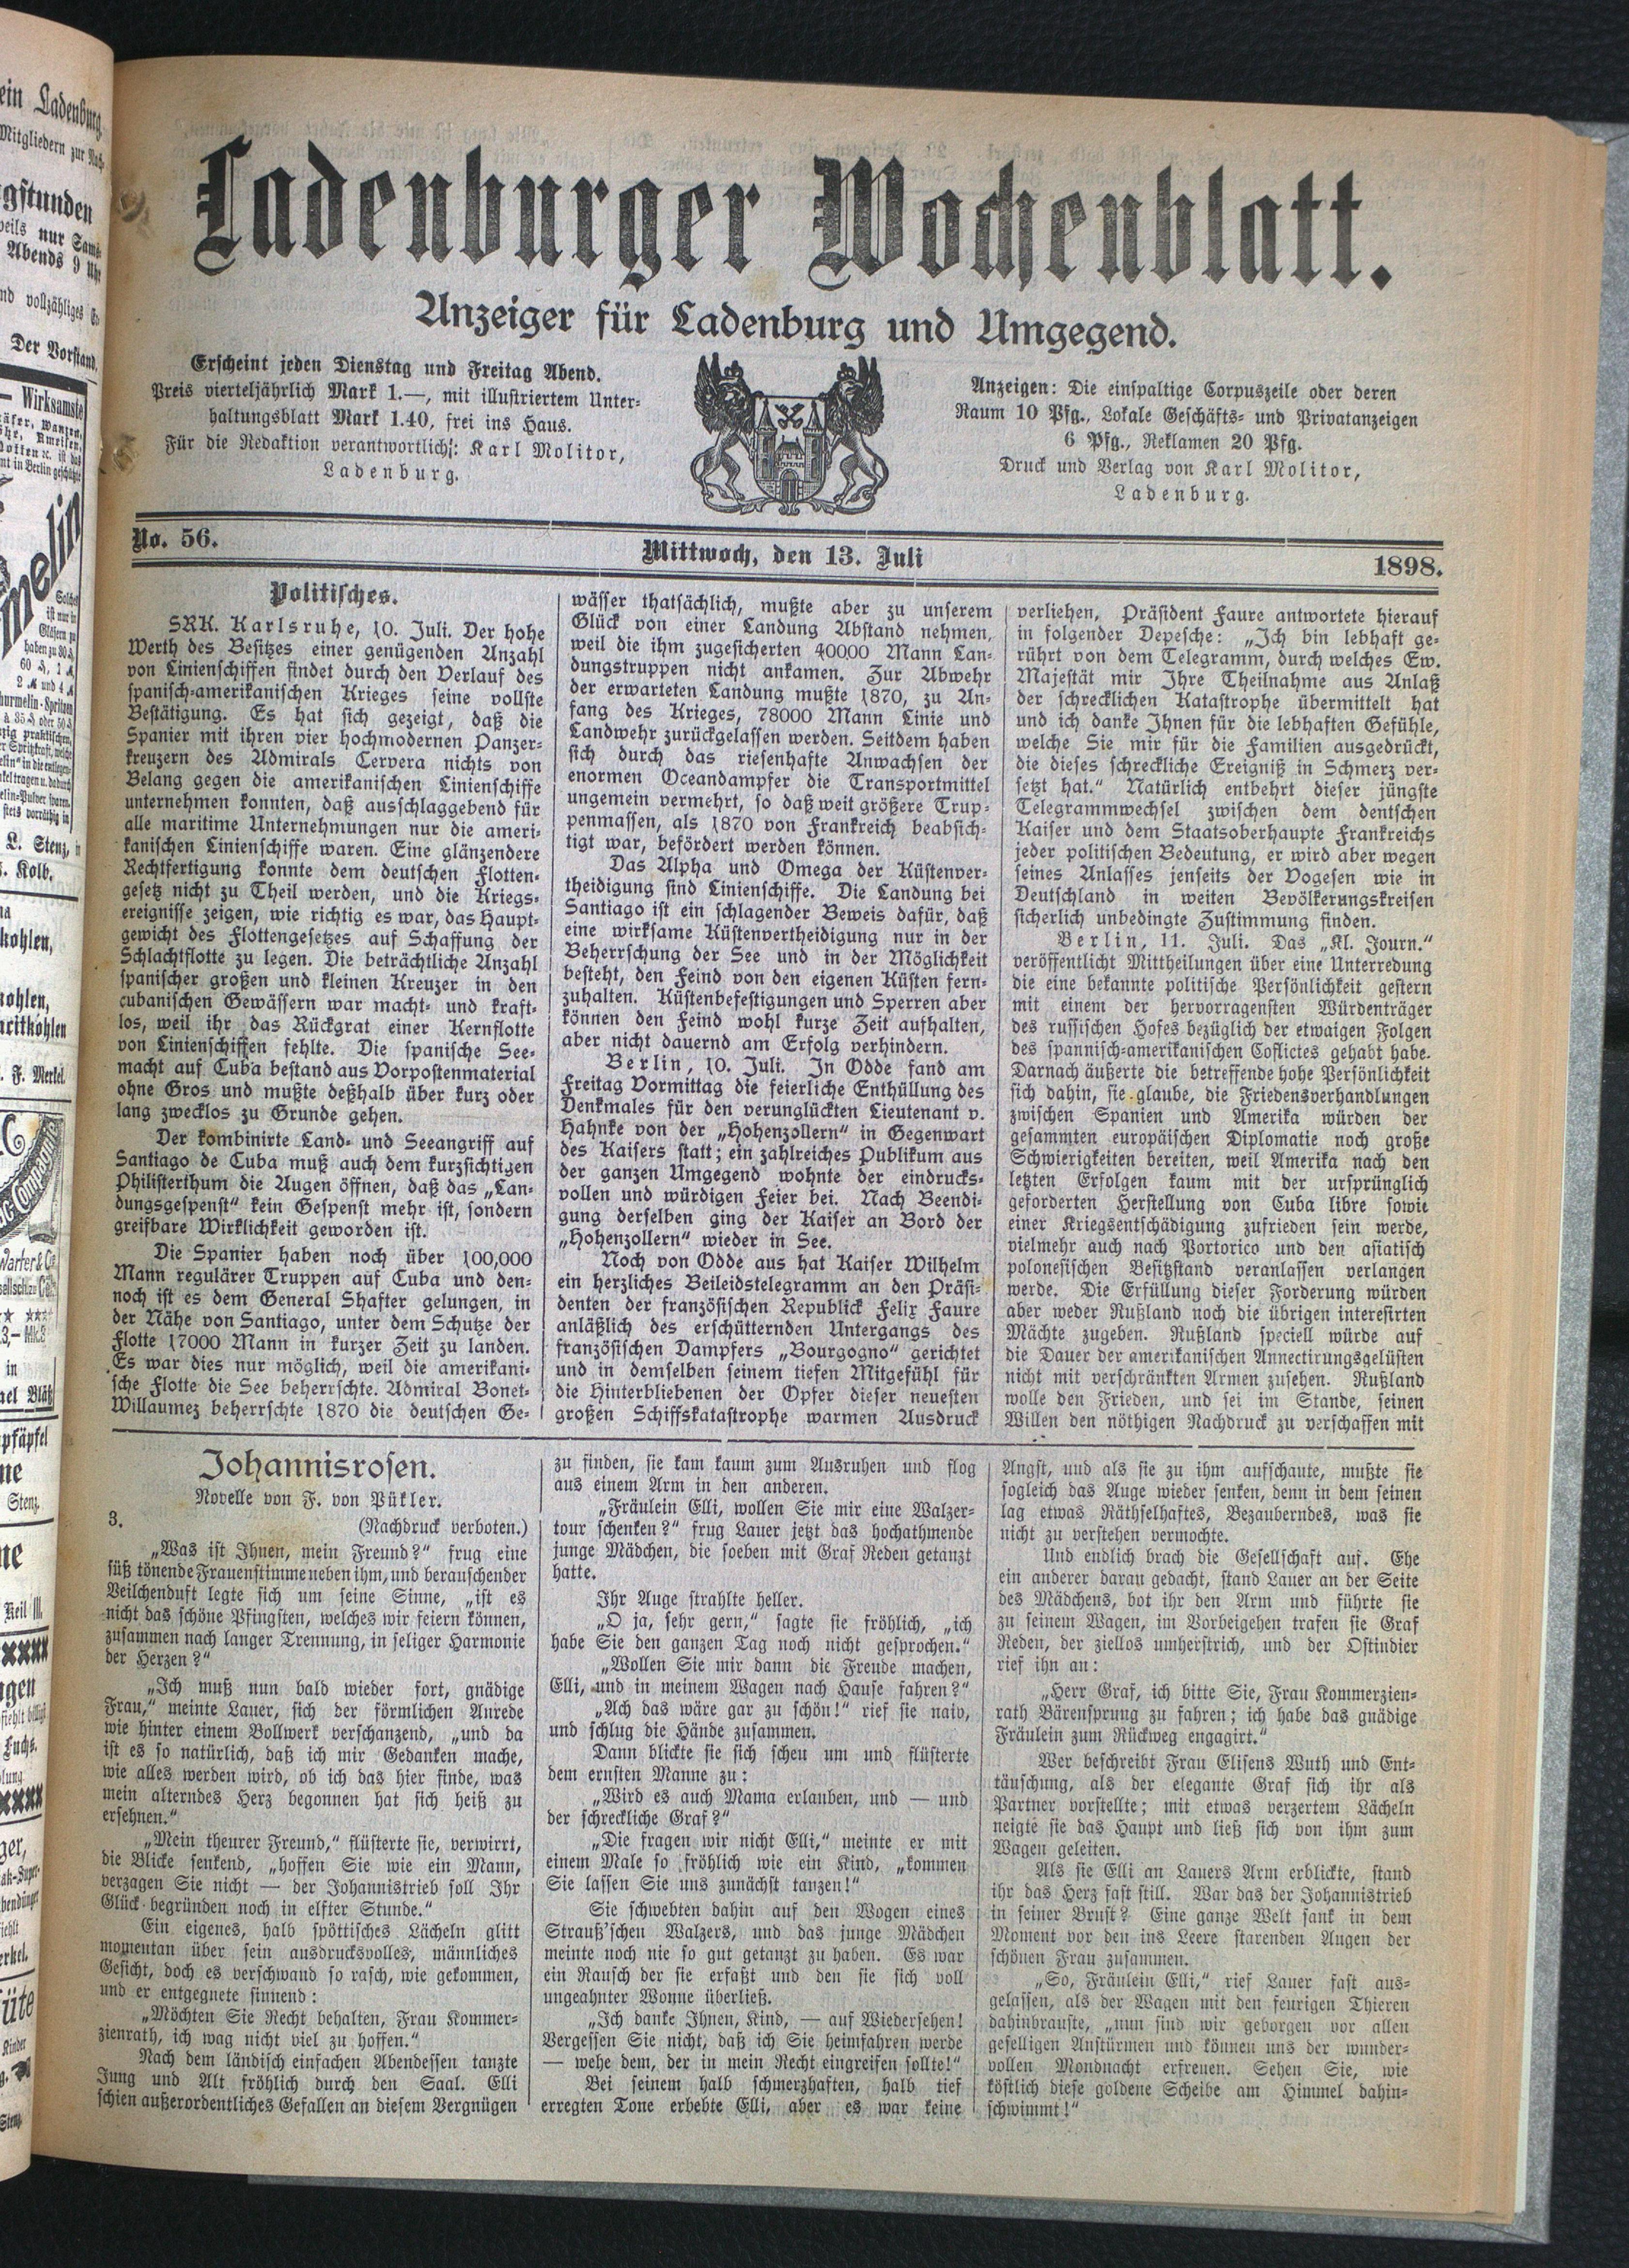 Ladenburger Wochenblatt.
Anzeiger für Ladenburg und Umgegend.
Erscheint jeden Dienstag und Freitag Abend.
Preis vierteljährlich Mark 1.—, mit illustriertem Unter-
haltungsblatt Mark 1.40, frei ins Haus.
Für die Redaktion verantwortlich: Karl Molitor,
Ladenburg.
Anzeigen: Die einspaltige Corpuszeile oder deren
Raum 10 Pfg., Lokale Geschäfts- und Privatanzeigen
6 Pfg., Reklamen 20 Pfg.
Druck und Verlag von Karl Molitor,
Ladenburg.
No. 56.
Mittwoch, den 13. Juli
1898.
Politisches.
SRK. Karlsruhe, 10. Juli. Der hohe
Werth des Besitzes einer genügenden Anzahl
von Linienschiffen findet durch den Verlauf des
spanisch-amerikanischen Krieges seine vollste
Bestätigung. Es hat sich gezeigt, daß die
Spanier mit ihren vier hochmodernen Panzer-
kreuzern des Admirals Cervera nichts von
Belang gegen die amerikanischen Linienschiffe
unternehmen konnten, daß ausschlaggebend für
alle maritime Unternehmungen nur die ameri-
kanischen Linienschiffe waren. Eine glänzendere
Rechtfertigung konnte dem deutschen Flotten-
gesetz nicht zu Theil werden, und die Kriegs-
ereignisse zeigen, wie richtig es war, das Haupt-
gewicht des Flottengesetzes auf Schaffung der
Schlachtflotte zu legen. Die beträchtliche Anzahl
spanischer großen und kleinen Kreuzer in den
cubanischen Gewässern war macht- und kraft-
los, weil ihr das Rückgrat einer Kernflotte
von Linienschiffen fehlte. Die spanische See-
macht auf Cuba bestand aus Vorpostenmaterial
ohne Gros und mußte deßhalb über kurz oder
lang zwecklos zu Grunde gehen.
Der kombinirte Land- und Seeangriff auf
Santiago de Cuba muß auch dem kurzsichtigen
Philisterthum die Augen öffnen, daß das „Lan-
dungsgespenst“ kein Gespenst mehr ist, sondern
greifbare Wirklichkeit geworden ist.
Die Spanier haben noch über 100,000
Mann regulärer Truppen auf Cuba und den-
noch ist es dem General Shafter gelungen, in
der Nähe von Santiago, unter dem Schutze der
Flotte 17000 Mann in kurzer Zeit zu landen.
Es war dies nur möglich, weil die amerikani-
sche Flotte die See beherrschte. Admiral Bonet-
Willaumez beherrschte 1870 die deutschen Ge-
wässer thatsächlich, mußte aber zu unserem
Glück von einer Landung Abstand nehmen,
weil die ihm zugesicherten 40000 Mann Lan-
dungstruppen nicht ankamen. Zur Abwehr
der erwarteten Landung mußte 1870, zu An-
fang des Krieges, 78000 Mann Linie und
Landwehr zurückgelassen werden. Seitdem haben
sich durch das riesenhafte Anwachsen der
enormen Oceandampfer die Transportmittel
ungemein vermehrt, so daß weit größere Trup-
penmassen, als 1870 von Frankreich beabsich-
tigt war, befördert werden können.
Das Alpha und Omega der Küstenver-
theidigung sind Linienschiffe. Die Landung bei
Santiago ist ein schlagender Beweis dafür, daß
eine wirksame Küstenvertheidigung nur in der
Beherrschung der See und in der Möglichkeit
besteht, den Feind von den eigenen Küsten fern-
zuhalten. Küstenbefestigungen und Sperren aber
können den Feind wohl kurze Zeit aufhalten,
aber nicht dauernd am Erfolg verhindern.
Berlin, 10. Juli. In Odde fand am
Freitag Vormittag die feierliche Enthüllung des
Denkmales für den verunglückten Lieutenant v.
Hahnke von der „Hohenzollern“ in Gegenwart
des Kaisers statt; ein zahlreiches Publikum aus
der ganzen Umgegend wohnte der eindrucks-
vollen und würdigen Feier bei. Nach Beendi-
gung derselben ging der Kaiser an Bord der
„Hohenzollern“ wieder in See.
Noch von Odde aus hat Kaiser Wilhelm
ein herzliches Beileidstelegramm an den Präsi-
denten der französischen Republick Felix Faure
anläßlich des erschütternden Untergangs des
französischen Dampfers „Bourgogno“ gerichtet
und in demselben seinem tiefen Mitgefühl für
die Hinterbliebenen der Opfer dieser neuesten
großen Schiffskatastrophe warmen Ausdruck
verliehen, Präsident Faure antwortete hierauf
in folgender Depesche: „Ich bin lebhaft ge-
rührt von dem Telegramm, durch welches Ew.
Majestät mir Ihre Theilnahme aus Anlaß
der schrecklichen Katastrophe übermittelt hat
und ich danke Ihnen für die lebhaften Gefühle,
welche Sie mir für die Familien ausgedrückt,
die dieses schreckliche Ereigniß in Schmerz ver-
setzt hat.“ Natürlich entbehrt dieser jüngste
Telegrammwechsel zwischen dem deutschen
Kaiser und dem Staatsoberhaupte Frankreichs
jeder politischen Bedeutung, er wird aber wegen
seines Anlasses jenseits der Vogesen wie in
Deutschland in weiten Bevölkerungskreisen
sicherlich unbedingte Zustimmung finden.
Berlin, 11. Juli. Das „Kl. Journ.“
veröffentlicht Mittheilungen über eine Unterredung
die eine bekannte politische Persönlichkeit gestern
mit einem der hervorragensten Würdenträger
des russischen Hofes bezüglich der etwaigen Folgen
des spannisch-amerikanischen Coflictes gehabt habe.
Darnach äußerte die betreffende hohe Persönlichkeit
sich dahin, sie glaube, die Friedensverhandlungen
zwischen Spanien und Amerika würden der
gesammten europäischen Diplomatie noch große
Schwierigkeiten bereiten, weil Amerika nach den
letzten Erfolgen kaum mit der ursprünglich
geforderten Herstellung von Cuba libre sowie
einer Kriegsentschädigung zufrieden sein werde,
vielmehr auch nach Portorico und den asiatisch
polonesischen Besitzstand veranlassen verlangen
werde. Die Erfüllung dieser Forderung würden
aber weder Rußland noch die übrigen interesirten
Mächte zugeben. Rußland speciell würde auf
die Dauer der amerikanischen Annectirungsgelüsten
nicht mit verschränkten Armen zusehen. Rußland
wolle den Frieden, und sei im Stande, seinen
Willen den nöthigen Nachdruck zu verschaffen mit
Johannisrosen.
Novelle von F. von Pükler.
3.
(Nachdruck verboten.)
„Was ist Ihnen, mein Freund?“ frug eine
süß tönende Frauenstimme neben ihm, und berauschender
Veilchenduft legte sich um seine Sinne, „ist es
nicht das schöne Pfingsten, welches wir feiern können,
zusammen nach langer Trennung, in seliger Harmonie
der Herzen?“
„Ich muß nun bald wieder fort, gnädige
Frau,“ meinte Lauer, sich der förmlichen Anrede
wie hinter einem Bollwerk verschanzend, „und da
ist es so natürlich, daß ich mir Gedanken mache,
wie alles werden wird, ob ich das hier finde, was
mein alterndes Herz begonnen hat sich heiß zu
ersehnen.“
„Mein theurer Freund,“ flüsterte sie, verwirrt,
die Blicke senkend, „hoffen Sie wie ein Mann,
verzagen Sie nicht — der Johannistrieb soll Ihr
Glück begründen noch in elfter Stunde.“
Ein eigenes, halb spöttisches Lächeln glitt
momentan über sein ausdrucksvolles, männliches
Gesicht, doch es verschwand so rasch, wie gekommen,
und er entgegnete sinnend:
„Möchten Sie Recht behalten, Frau Kommer-
zienrath, ich wag nicht viel zu hoffen.“
Nach dem ländisch einfachen Abendessen tanzte
Jung und Alt fröhlich durch den Saal. Elli
schien außerordentliches Gefallen an diesem Vergnügen
zu finden, sie kam kaum zum Ausruhen und flog
aus einem Arm in den anderen.
„Fräulein Elli, wollen Sie mir eine Walzer-
tour schenken?“ frug Lauer jetzt das hochathmende
junge Mädchen, die soeben mit Graf Reden getanzt
hatte.
Ihr Auge strahlte heller.
„O ja, sehr gern,“ sagte sie fröhlich, „ich
habe Sie den ganzen Tag noch nicht gesprochen.“
„Wollen Sie mir dann die Freude machen,
Elli, und in meinem Wagen nach Hause fahren?“
„Ach das wäre gar zu schön!“ rief sie naiv,
und schlug die Hände zusammen.
Dann blickte sie sich scheu um und flüsterte
dem ernsten Manne zu:
„Wird es auch Mama erlauben, und — und
der schreckliche Graf?“
„Die fragen wir nicht Elli,“ meinte er mit
einem Male so fröhlich wie ein Kind, „kommen
Sie lassen Sie uns zunächst tanzen!“
Sie schwebten dahin auf den Wogen eines
Strauß’schen Walzers, und das junge Mädchen
meinte noch nie so gut getanzt zu haben. Es war
ein Rausch der sie erfaßt und den sie sich voll
ungeahnter Wonne überließ.
„Ich danke Ihnen, Kind, — auf Wiedersehen!
Vergessen Sie nicht, daß ich Sie heimfahren werde
— wehe dem, der in mein Recht eingreifen sollte!“
Bei seinem halb schmerzhaften, halb tief
erregten Tone erbebte Elli, aber es war keine
Angst, und als sie zu ihm aufschaute, mußte sie
sogleich das Auge wieder senken, denn in dem seinen
lag etwas Räthselhaftes, Bezauberndes, was sie
nicht zu verstehen vermochte.
Und endlich brach die Gesellschaft auf. Ehe
ein anderer daran gedacht, stand Lauer an der Seite
des Mädchens, bot ihr den Arm und führte sie
zu seinem Wagen, im Vorbeigehen trafen sie Graf
Reden, der ziellos umherstrich, und der Ostindier
rief ihn an:
„Herr Graf, ich bitte Sie, Frau Kommerzien-
rath Bärensprung zu fahren; ich habe das gnädige
Fräulein zum Rückweg engagirt.“
Wer beschreibt Frau Elisens Wuth und Ent-
täuschung, als der elegante Graf sich ihr als
Partner vorstellte; mit etwas verzertem Lächeln
neigte sie das Haupt und ließ sich von ihm zum
Wagen geleiten.
Als sie Elli an Lauers Arm erblickte, stand
ihr das Herz fast still. War das der Johannistrieb
in seiner Brust? Eine ganze Welt sank in dem
Moment vor den ins Leere starenden Augen der
schönen Frau zusammen.
„So, Fräulein Elli,“ rief Lauer fast aus-
gelassen, als der Wagen mit den feurigen Thieren
dahinbrauste, „nun sind wir geborgen vor allen
geselligen Anstürmen und können uns der wunder-
vollen Mondnacht erfreuen. Sehen Sie, wie
köstlich diese goldene Scheibe am Himmel dahin-
schwimmt!“